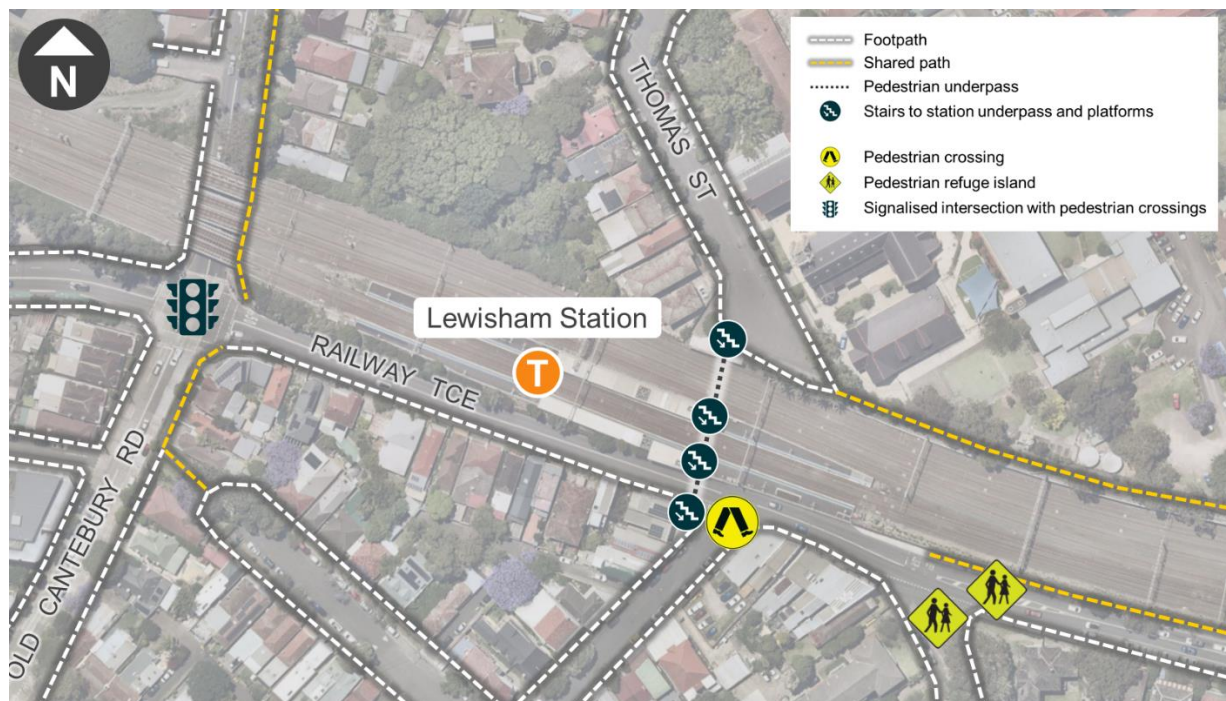 N
THOMAS ST
Footpath
Shared path
Pedestrian underpass
Stairs to station underpass and platforms
Pedestrian crossing
Pedestrian refuge island
Signalised intersection with pedestrian crossings
Lewisham Station
T
RAILWAY TCE
OLD CANTEBURY RD